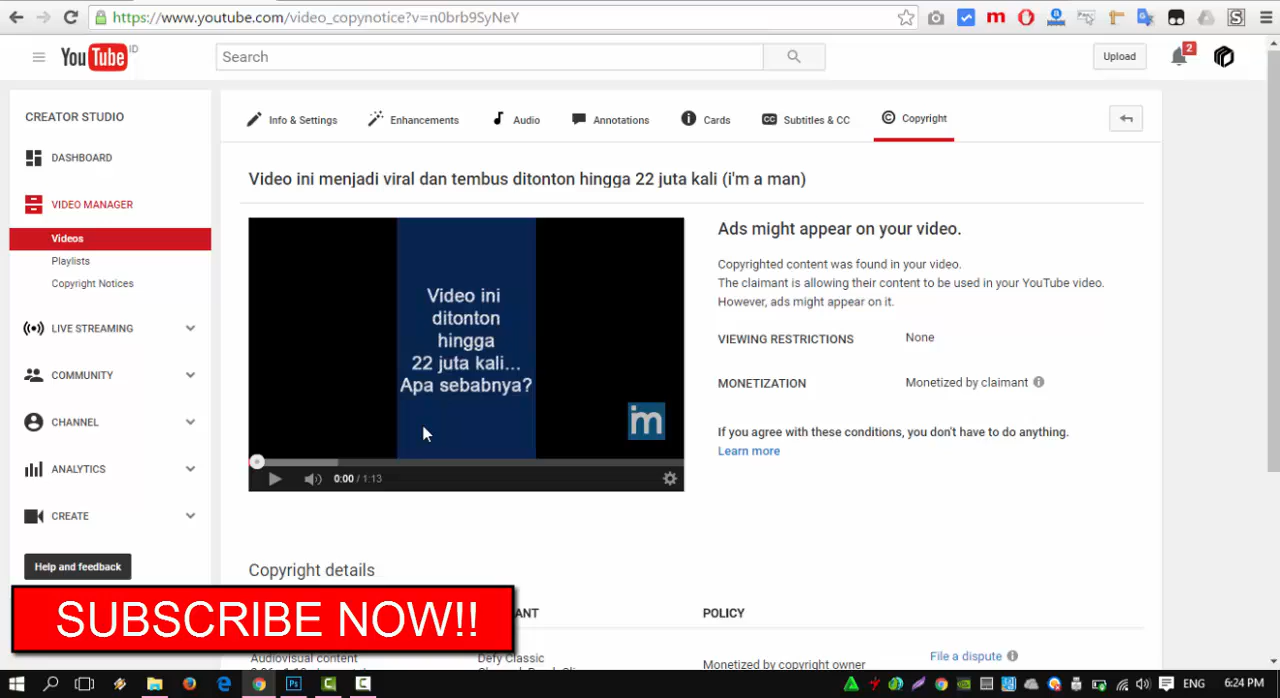 https://www.youtube.com/video_copynotice?v=n0brb9SyNeY
YouTube ID
Search
Upload
2
CREATOR STUDIO
DASHBOARD
VIDEO MANAGER
Videos
Playlists
Copyright Notices
LIVE STREAMING
COMMUNITY
CHANNEL
ANALYTICS
CREATE
Help and feedback
Info & Settings
Enhancements
Audio
Annotations
Cards
CC Subtitles & CC
© Copyright
Video ini menjadi viral dan tembus ditonton hingga 22 juta kali (i'm a man)
Video ini
ditonton
hingga
22 juta kali...
Apa sebabnya?
im
0:00 / 1:13
Ads might appear on your video.
Copyrighted content was found in your video.
The claimant is allowing their content to be used in your YouTube video.
However, ads might appear on it.
VIEWING RESTRICTIONS None
MONETIZATION Monetized by claimant
If you agree with these conditions, you don't have to do anything.
Learn more
Copyright details
POLICY
Audiovisual content
Defy Classic
Monetized by copyright owner
File a dispute
SUBSCRIBE NOW!!
ENG
6:24 PM